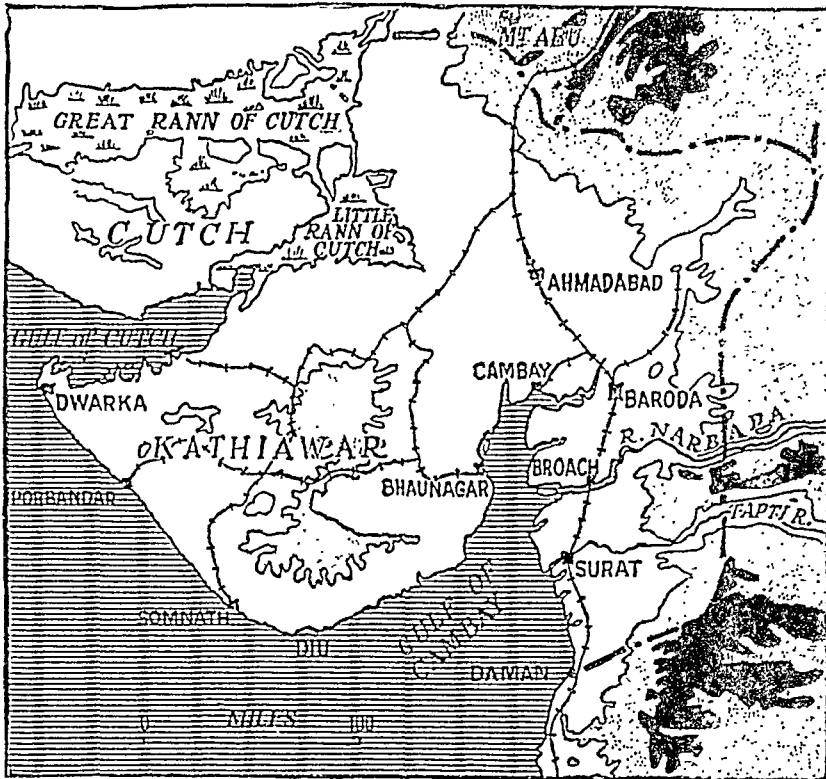 MT ABU
GREAT RANN OF CUTCH
LITTLE
RANN OF
CUTCH
CUTCH
AHMADABAD
GULF OF CUTCH
CAMBAY
DWARKA
BARODA
R. NARBADA
KATHIAWAR
BROACH
BHAUNAGAR
PORBANDAR
TAPTI R.
SURAT
SOMNATH
GULF OF
CAMBAY
DIU
DAMAN
0 MILES 100